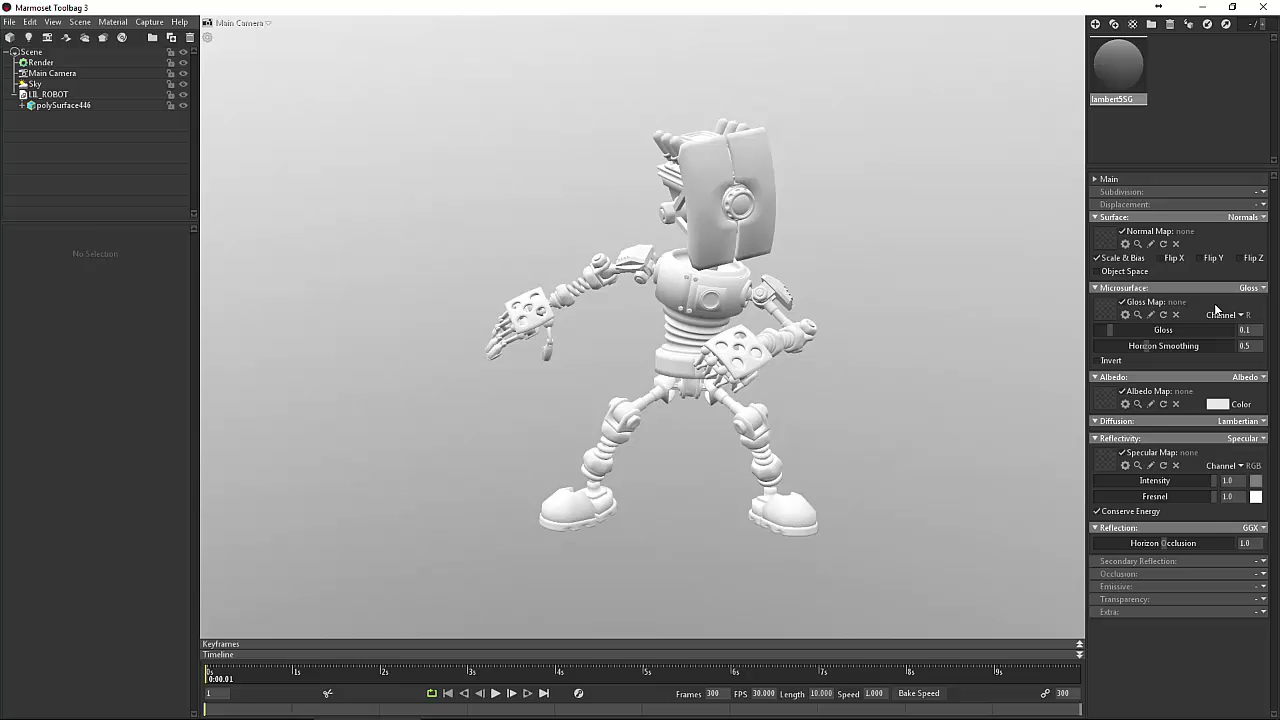 Marmoset Toolbag 3
File Edit View Scene Material Capture Help
Main Camera
Scene
Render
Main Camera
Sky
LIL_ROBOT
polySurface446
No Selection
lambert5SG
Main
Subdivision: -
Displacement: -
Surface: Normals
Normal Map: none
Scale & Bias Flip X Flip Y Flip Z
Object Space
Microsurface: Gloss
Gloss Map: none
Channel R
Gloss 0.1
Horizon Smoothing 0.5
Invert
Albedo: Albedo
Albedo Map: none
Color
Diffusion: Lambertian
Reflectivity: Specular
Specular Map: none
Channel RGB
Intensity 1.0
Fresnel 1.0
Conserve Energy
Reflection: GGX
Horizon Occlusion 1.0
Secondary Reflection: -
Occlusion: -
Emissive: -
Transparency: -
Extra: -
Keyframes
Timeline
0s 1s 2s 3s 4s 5s 6s 7s 8s 9s
0:00.01
1 Frames 300 FPS 30.000 Length 10.000 Speed 1.000 Bake Speed 300